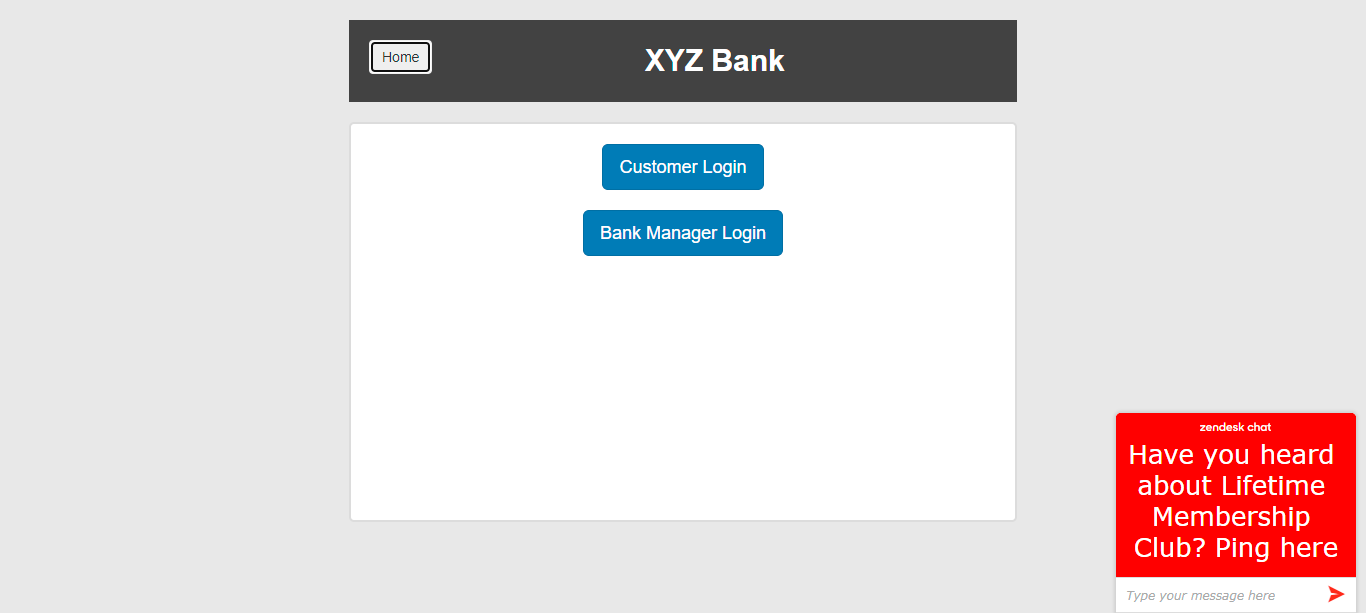 Home
XYZ Bank
Customer Login
Bank Manager Login
zendesk chat
Have you heard
about Lifetime
Membership
Club? Ping here
Type your message here